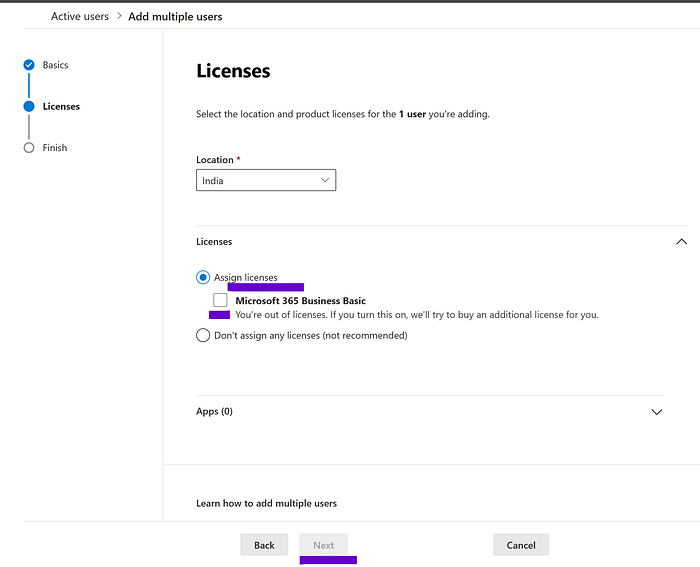 Active users > Add multiple users
Basics
Licenses
Finish
Licenses
Select the location and product licenses for the 1 user you're adding.
Location *
India
Licenses
Assign licenses
Microsoft 365 Business Basic
You're out of licenses. If you turn this on, we'll try to buy an additional license for you.
Don't assign any licenses (not recommended)
Apps (0)
Learn how to add multiple users
Back Next Cancel